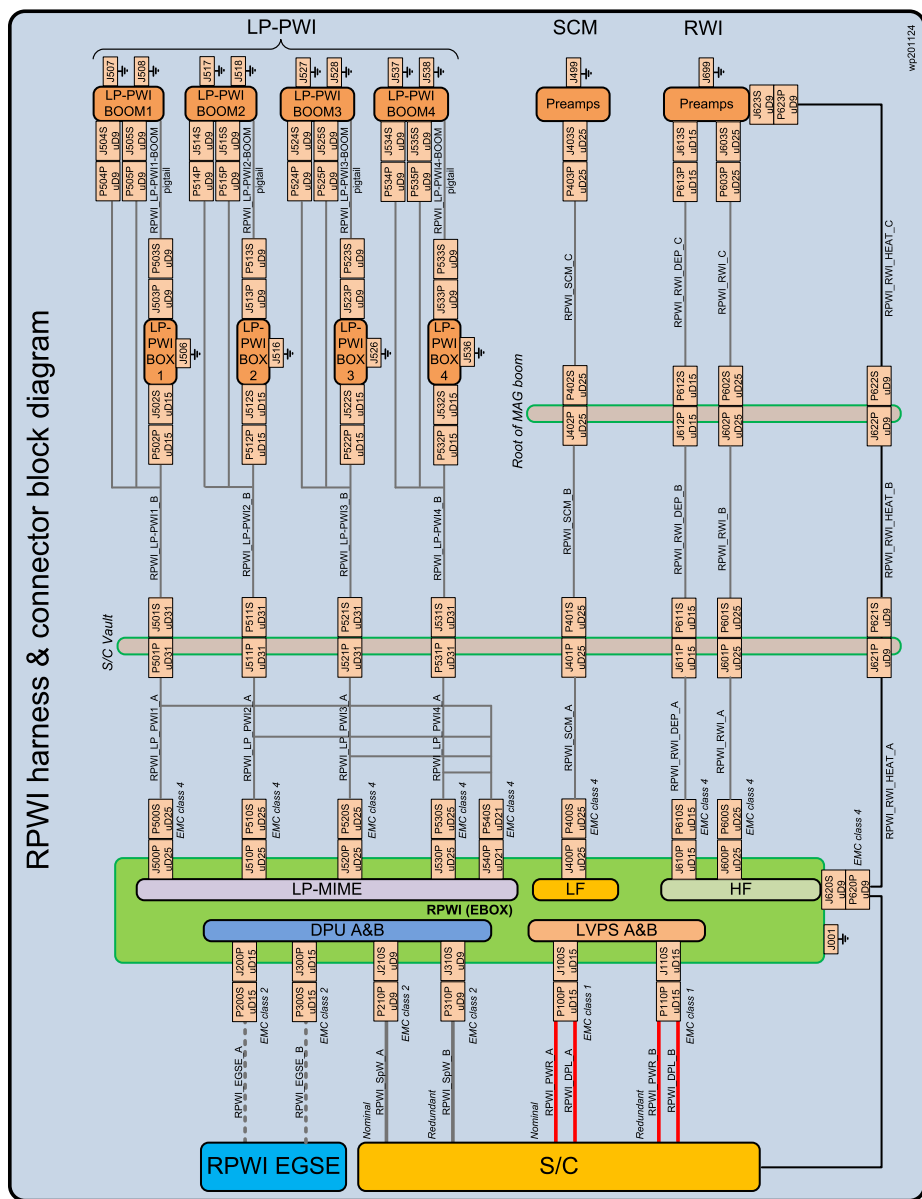 RPWI harness & connector block diagram
wp201124
LP-PWI
SCM
RWI
J507
J508
J517
J518
J527
J528
J537
J538
J499
J699
LP-PWI
BOOM1
LP-PWI
BOOM2
LP-PWI
BOOM3
LP-PWI
BOOM4
Preamps
Preamps
J623S
uD9
P623P
uD9
J504S
uD9
J505S
uD9
J514S
uD9
J515S
uD9
J524S
uD9
J525S
uD9
J534S
uD9
J535S
uD9
J403S
uD25
J613S
uD15
J603S
uD25
P504P
uD9
P505P
uD9
P514P
uD9
P515P
uD9
P524P
uD9
P525P
uD9
P534P
uD9
P535P
uD9
P403P
uD25
P613P
uD15
P603P
uD25
RPWI_LP-PWI1-BOOM
pigtail
RPWI_LP-PWI2-BOOM
pigtail
RPWI_LP-PWI3-BOOM
pigtail
RPWI_LP-PWI4-BOOM
pigtail
P503S
uD9
P513S
uD9
P523S
uD9
P533S
uD9
J503P
uD9
J513P
uD9
J523P
uD9
J533P
uD9
RPWI_SCM_C
RPWI_RWI_DEP_C
RPWI_RWI_C
RPWI_RWI_HEAT_C
LP-
PWI
BOX
1
J506
LP-
PWI
BOX
2
J516
LP-
PWI
BOX
3
J526
LP-
PWI
BOX
4
J536
J502S
uD15
J512S
uD15
J522S
uD15
J532S
uD15
P502P
uD15
P512P
uD15
P522P
uD15
P532P
uD15
Root of MAG boom
P402S
uD25
P612S
uD15
P602S
uD25
P622S
uD9
J402P
uD25
J612P
uD15
J602P
uD25
J622P
uD9
RPWI_LP-PWI1_B
RPWI_LP-PWI2_B
RPWI_LP-PWI3_B
RPWI_LP-PWI4_B
RPWI_SCM_B
RPWI_RWI_DEP_B
RPWI_RWI_B
RPWI_RWI_HEAT_B
S/C Vault
J501S
uD31
P511S
uD31
P521S
uD31
J531S
uD31
P401S
uD25
P611S
uD15
P601S
uD25
P621S
uD9
P501P
uD31
J511P
uD31
J521P
uD31
P531P
uD31
J401P
uD25
J611P
uD15
J601P
uD25
J621P
uD9
RPWI_LP_PWI1_A
RPWI_LP_PWI2_A
RPWI_LP_PWI3_A
RPWI_LP_PWI4_A
RPWI_SCM_A
RPWI_RWI_DEP_A
RPWI_RWI_A
RPWI_RWI_HEAT_A
P500S
uD25
EMC class 4
P510S
uD25
EMC class 4
P520S
uD25
EMC class 4
P530S
uD25
EMC class 4
P540S
uD21
P400S
uD25
EMC class 4
P610S
uD15
EMC class 4
P600S
uD25
EMC class 4
J500P
uD25
J510P
uD25
J520P
uD25
J530P
uD25
J540P
uD21
J400P
uD25
J610P
uD15
J600P
uD25
LP-MIME
LF
HF
J620S
uD9
P620P
uD9
EMC class 4
RPWI (EBOX)
DPU A&B
LVPS A&B
J001
J200P
uD15
J300P
uD15
J210S
uD9
J310S
uD9
J100S
uD15
J110S
uD15
P200S
uD15
EMC class 2
P300S
uD15
EMC class 2
P210P
uD9
EMC class 2
P310P
uD9
EMC class 2
P100P
uD15
EMC class 1
P110P
uD15
EMC class 1
RPWI_EGSE_A
RPWI_EGSE_B
Nominal
RPWI_SpW_A
Redundant
RPWI_SpW_B
Nominal
RPWI_PWR_A
RPWI_DPL_A
Redundant
RPWI_PWR_B
RPWI_DPL_B
RPWI EGSE
S/C